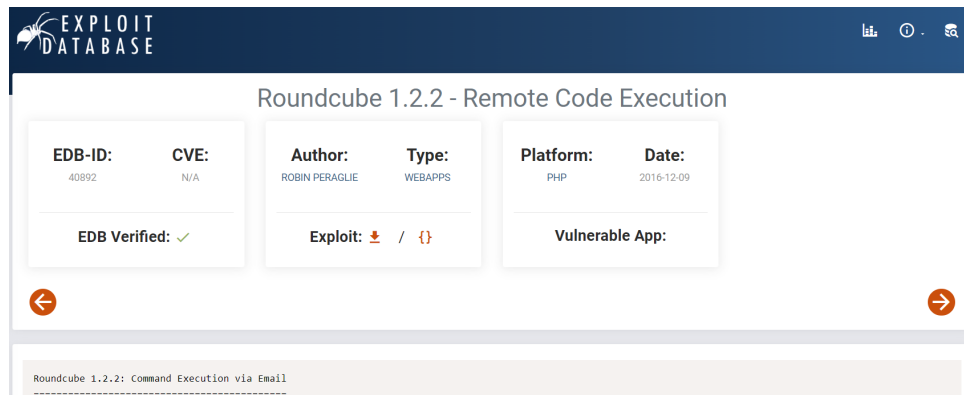 EXPLOIT
DATABASE
Roundcube 1.2.2 - Remote Code Execution
EDB-ID:
40892
CVE:
N/A
EDB Verified:
Author:
ROBIN PERAGLIE
Type:
WEBAPPS
Exploit: / {}
Platform:
PHP
Date:
2016-12-09
Vulnerable App:
Roundcube 1.2.2: Command Execution via Email
--------------------------------------------